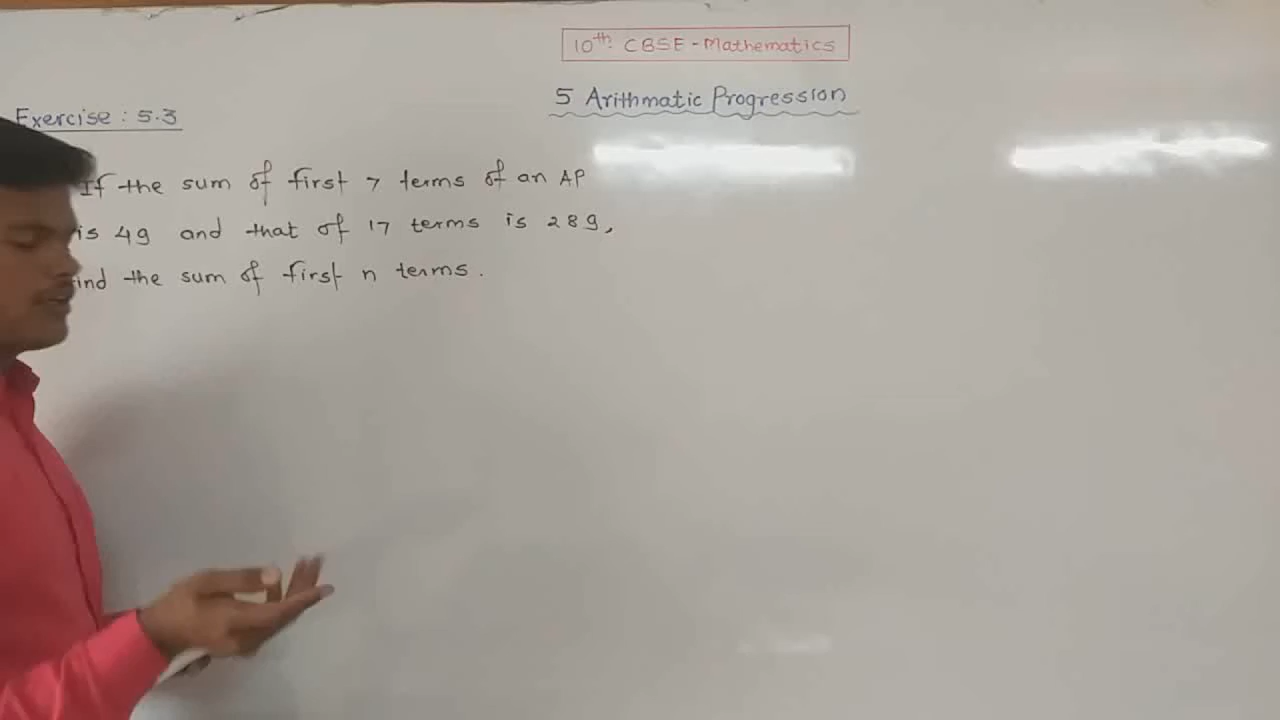 10th. CBSE - Mathematics
5 Arithmatic Progression
Exercise : 5.3
If the sum of first 7 terms of an AP
is 49 and that of 17 terms is 289,
the sum of first n terms.